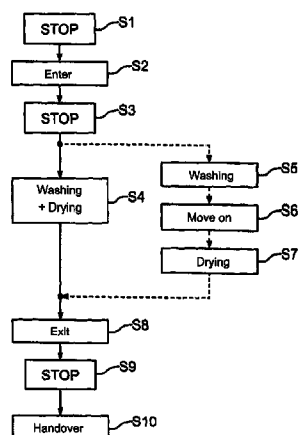 STOP S1
Enter S2
STOP S3
Washing
+ Drying S4
Washing S5
Move on S6
Drying S7
Exit S8
STOP S9
Handover S10